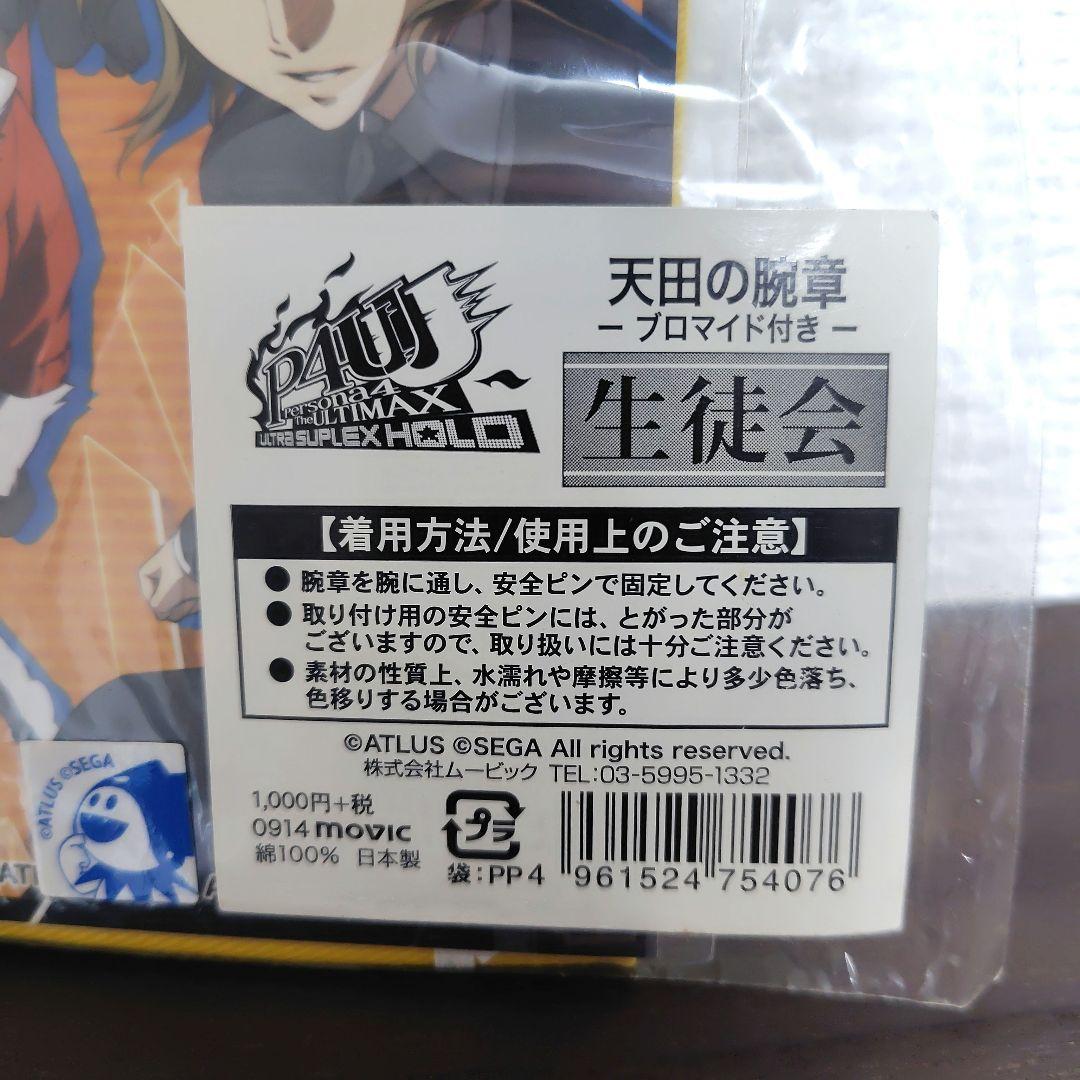 P4UU
Persona4
The ULTIMAX
ULTRA SUPLEX HOLD
天田の腕章
ー ブロマイド付き ー
生徒会
【着用方法/使用上のご注意】
● 腕章を腕に通し、安全ピンで固定してください。
● 取り付け用の安全ピンには、とがった部分が
ございますので、取り扱いには十分ご注意ください。
● 素材の性質上、水濡れや摩擦等により多少色落ち、
色移りする場合がございます。
©ATLUS ©SEGA All rights reserved.
株式会社ムービック TEL:03-5995-1332
1,000円+税
0914 movic
綿100% 日本製
プラ
袋:PP4
961524 754076
©ATLUS ©SEGA